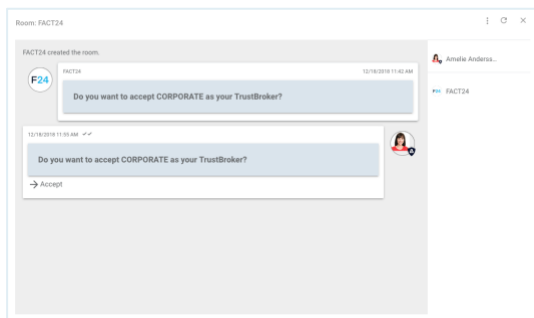 Room: FACT24
FACT24 created the room.
Amelie Anderss...
F24
FACT24
12/18/2018 11:42 AM
Do you want to accept CORPORATE as your TrustBroker?
FACT24
12/18/2018 11:55 AM
Do you want to accept CORPORATE as your TrustBroker?
Accept